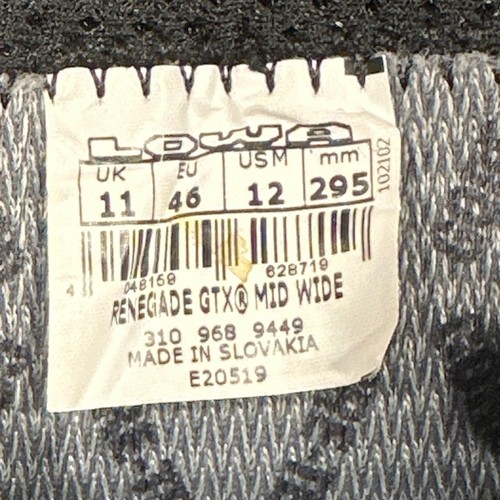 LOWA
UK EU USM mm
11 46 12 295
102102
4 048159 628719
RENEGADE GTX® MID WIDE
310 968 9449
MADE IN SLOVAKIA
E20519